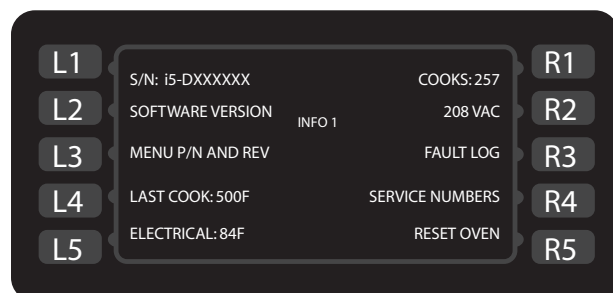 L1 S/N: i5-DXXXXXX COOKS: 257 R1
L2 SOFTWARE VERSION 208 VAC R2
INFO 1
L3 MENU P/N AND REV FAULT LOG R3
L4 LAST COOK: 500F SERVICE NUMBERS R4
L5 ELECTRICAL: 84F RESET OVEN R5